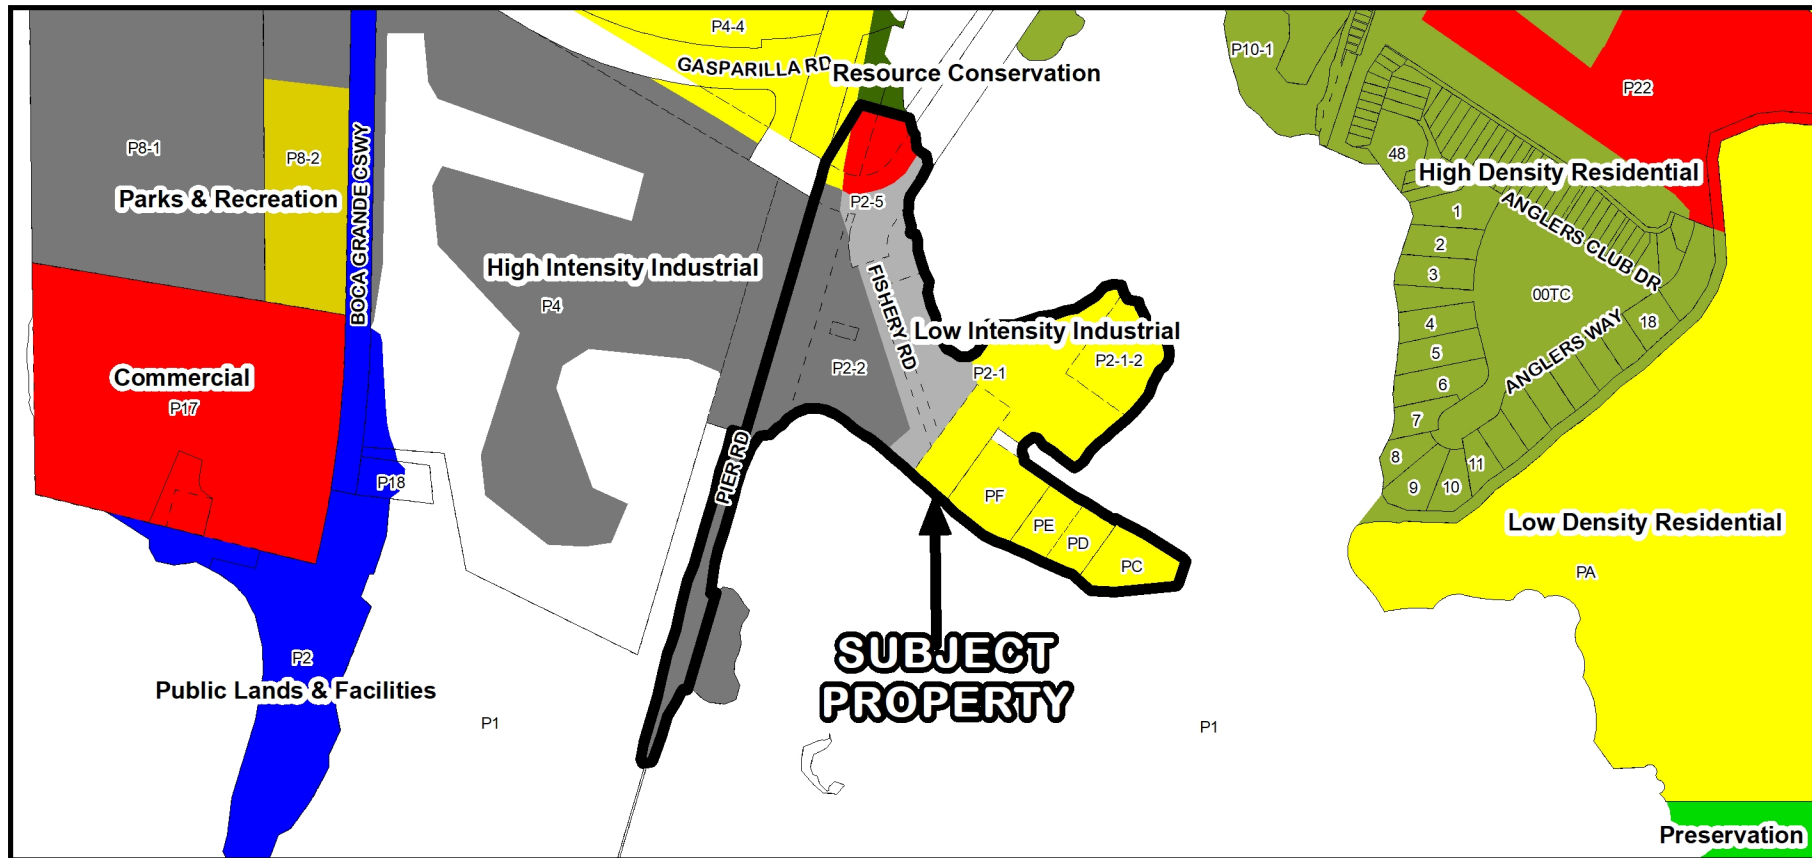 P4-4
GASPARILLA RD
Resource Conservation
P10-1
P22
P8-1
P8-2
Parks & Recreation
BOCA GRANDE CSWY
48
High Density Residential
P2-5
1
ANGLERS CLUB DR
2
3
High Intensity Industrial
P4
FISHERY RD
00TC
Low Intensity Industrial
4
18
5
ANGLERS WAY
P2-2
P2-1
P2-1-2
6
Commercial
P17
7
PIER RD
8
11
9
10
P18
PF
PE
PD
PC
Low Density Residential
PA
SUBJECT
PROPERTY
P2
Public Lands & Facilities
P1
P1
Preservation